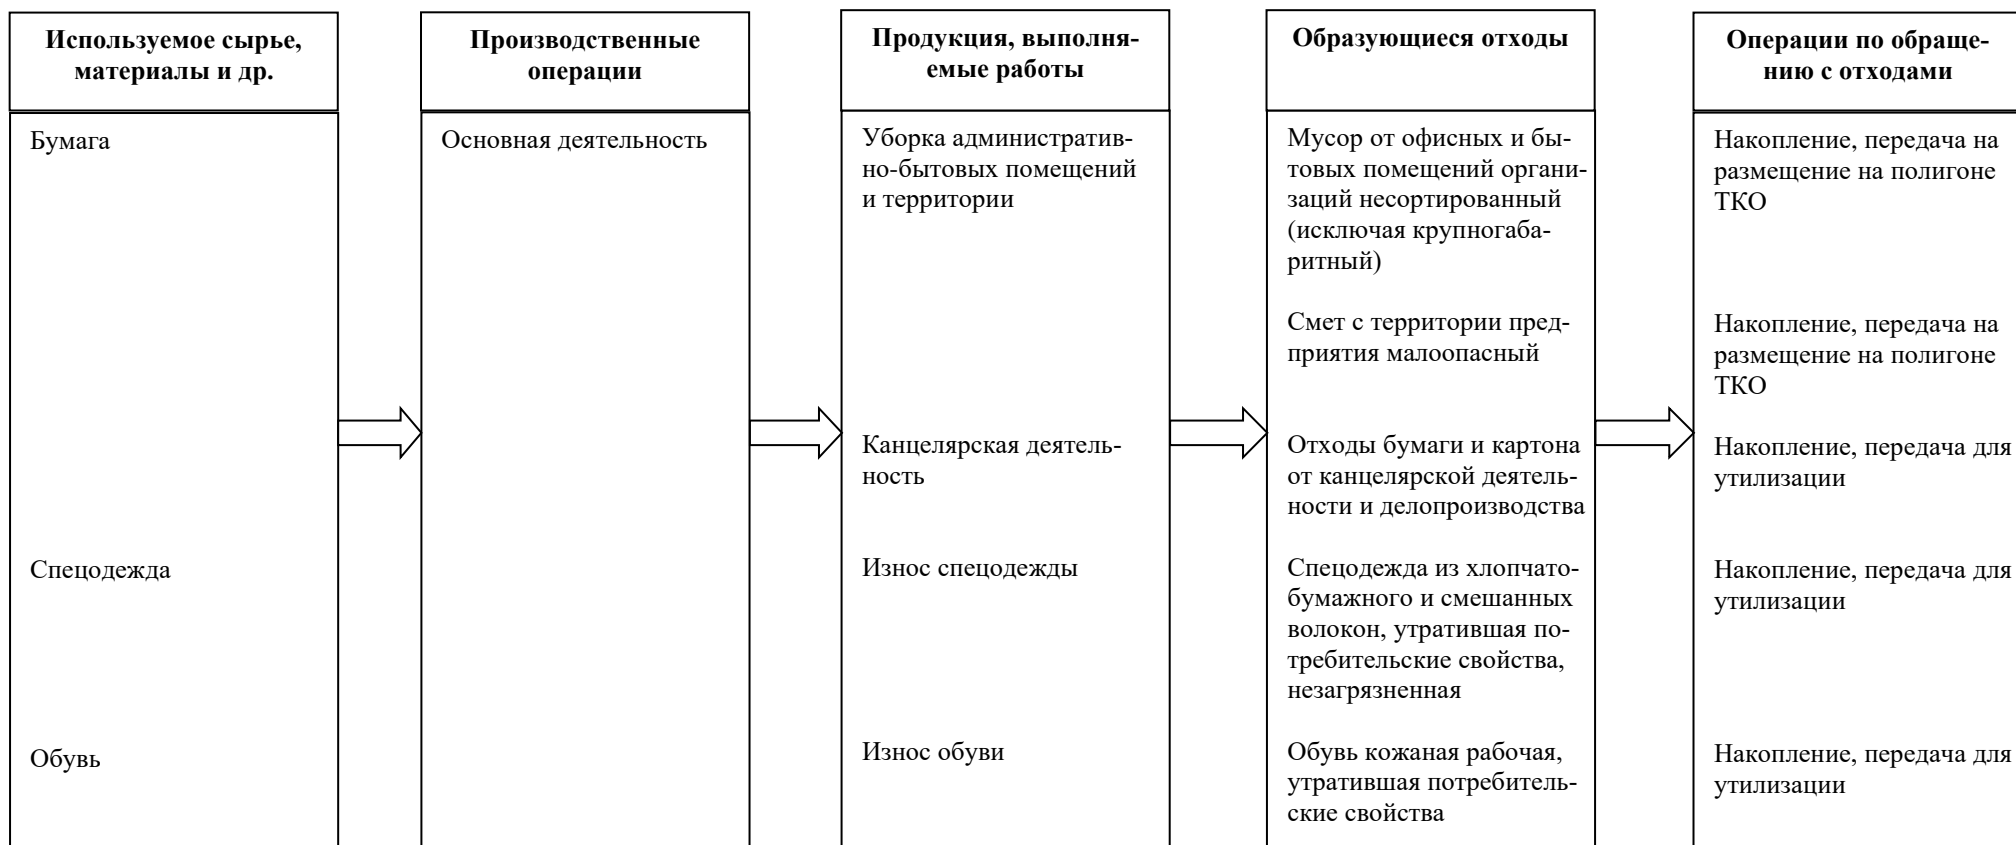 Используемое сырье,
материалы и др.
Производственные
операции
Продукция, выполня-
емые работы
Образующиеся отходы
Операции по обраще-
нию с отходами
Бумага
Спецодежда
Обувь
Основная деятельность
Уборка административ-
но-бытовых помещений
и территории
Канцелярская деятель-
ность
Износ спецодежды
Износ обуви
Мусор от офисных и бы-
товых помещений органи-
заций несортированный
(исключая крупногаба-
ритный)
Смет с территории пред-
приятия малоопасный
Отходы бумаги и картона
от канцелярской деятель-
ности и делопроизводства
Спецодежда из хлопчато-
бумажного и смешанных
волокон, утратившая по-
требительские свойства,
незагрязненная
Обувь кожаная рабочая,
утратившая потребитель-
ские свойства
Накопление, передача на
размещение на полигоне
ТКО
Накопление, передача на
размещение на полигоне
ТКО
Накопление, передача для
утилизации
Накопление, передача для
утилизации
Накопление, передача для
утилизации